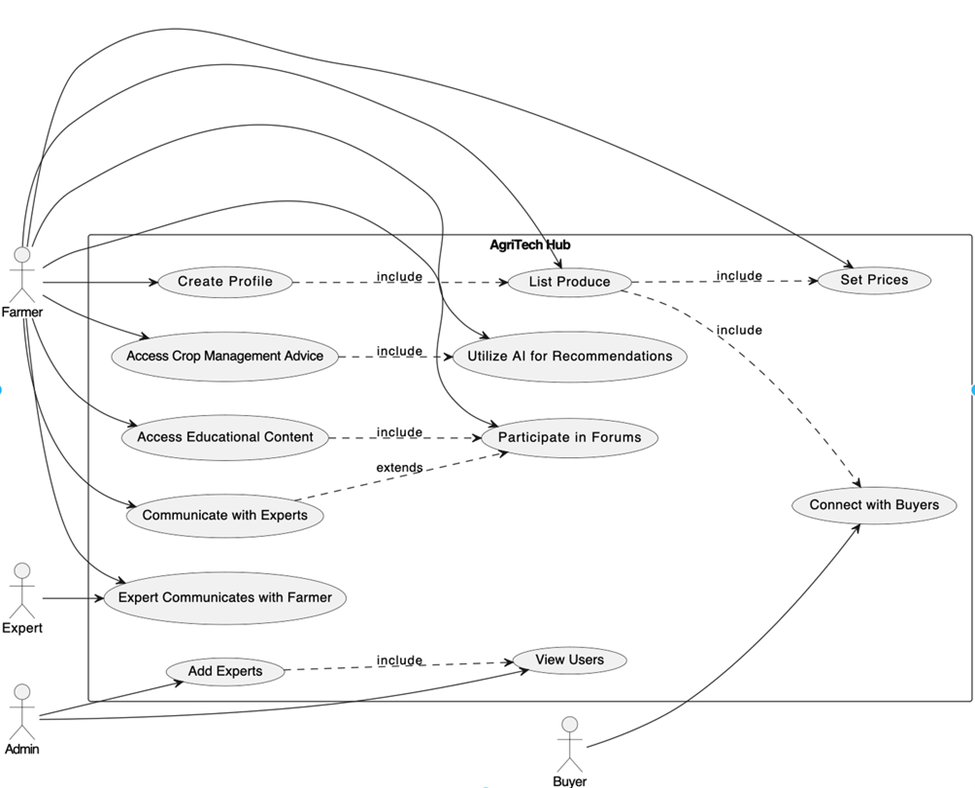 AgriTech Hub
Farmer
Create Profile
include
List Produce
include
Set Prices
include
Access Crop Management Advice
include
Utilize AI for Recommendations
Access Educational Content
include
Participate in Forums
extends
Communicate with Experts
Connect with Buyers
Expert
Expert Communicates with Farmer
Add Experts
include
View Users
Admin
Buyer